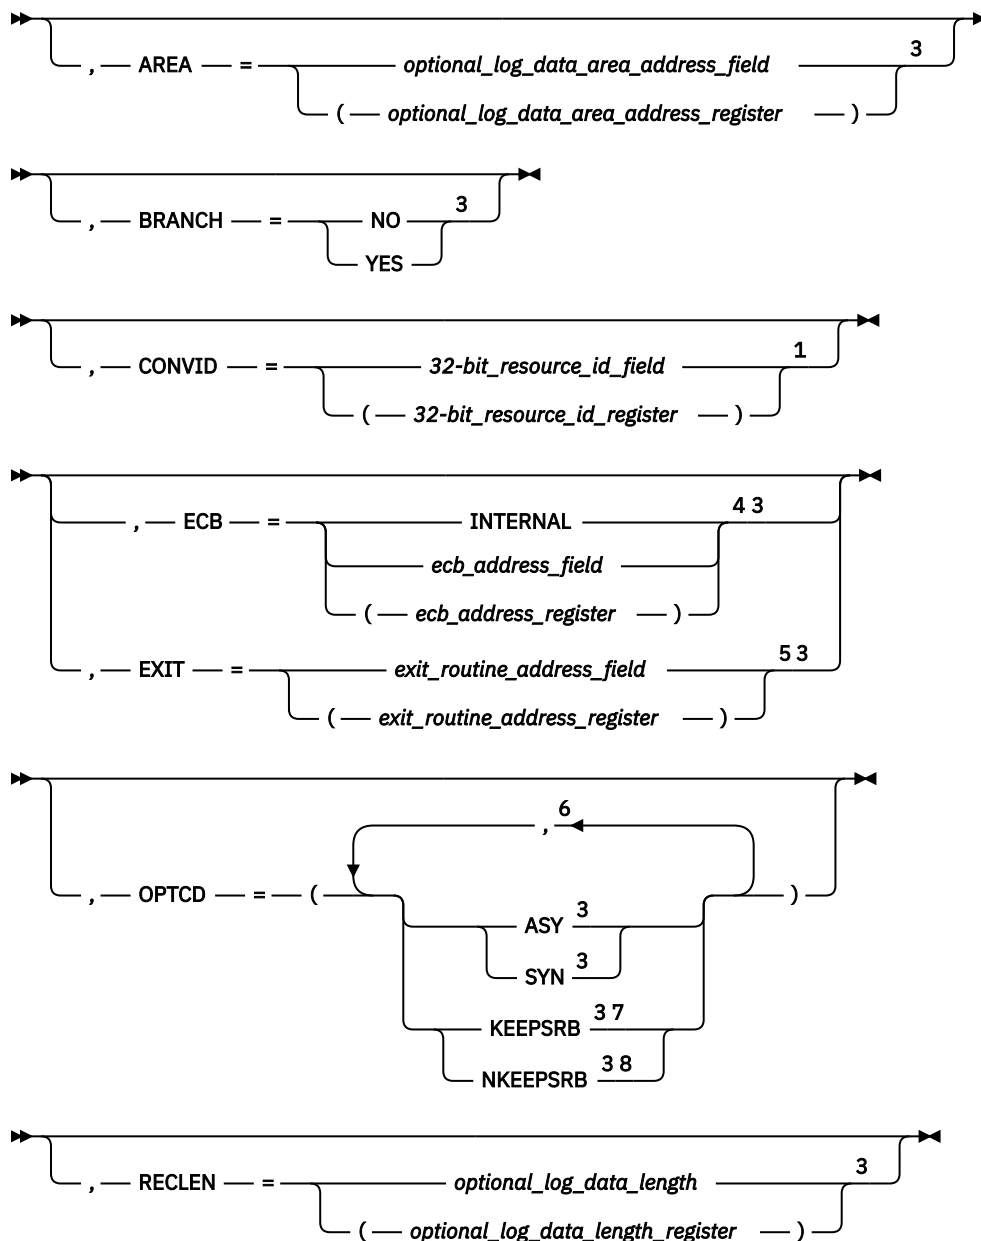 , AREA = optional_log_data_area_address_field 3
( optional_log_data_area_address_register )
, BRANCH = NO 3
YES
, CONVID = 32-bit_resource_id_field 1
( 32-bit_resource_id_register )
, ECB = INTERNAL 4 3
ecb_address_field
( ecb_address_register )
, EXIT = exit_routine_address_field 5 3
( exit_routine_address_register )
, 6
, OPTCD = ( )
ASY 3
SYN 3
KEEPSRB 3 7
NKEEPSRB 3 8
, RECLEN = optional_log_data_length 3
( optional_log_data_length_register )